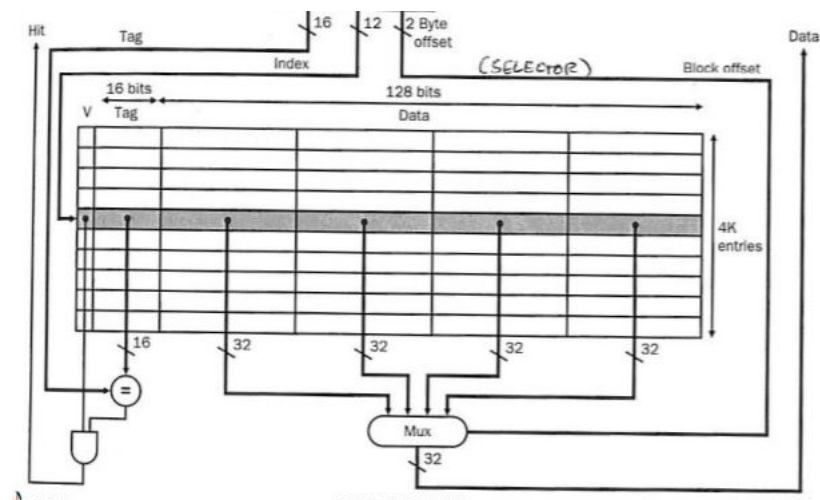 Hit
16
12
2 Byte offset
Data
Tag
Index
(SELECTOR)
Block offset
16 bits
128 bits
V
Tag
Data
4K entries
16
32
32
32
32
=
Mux
32